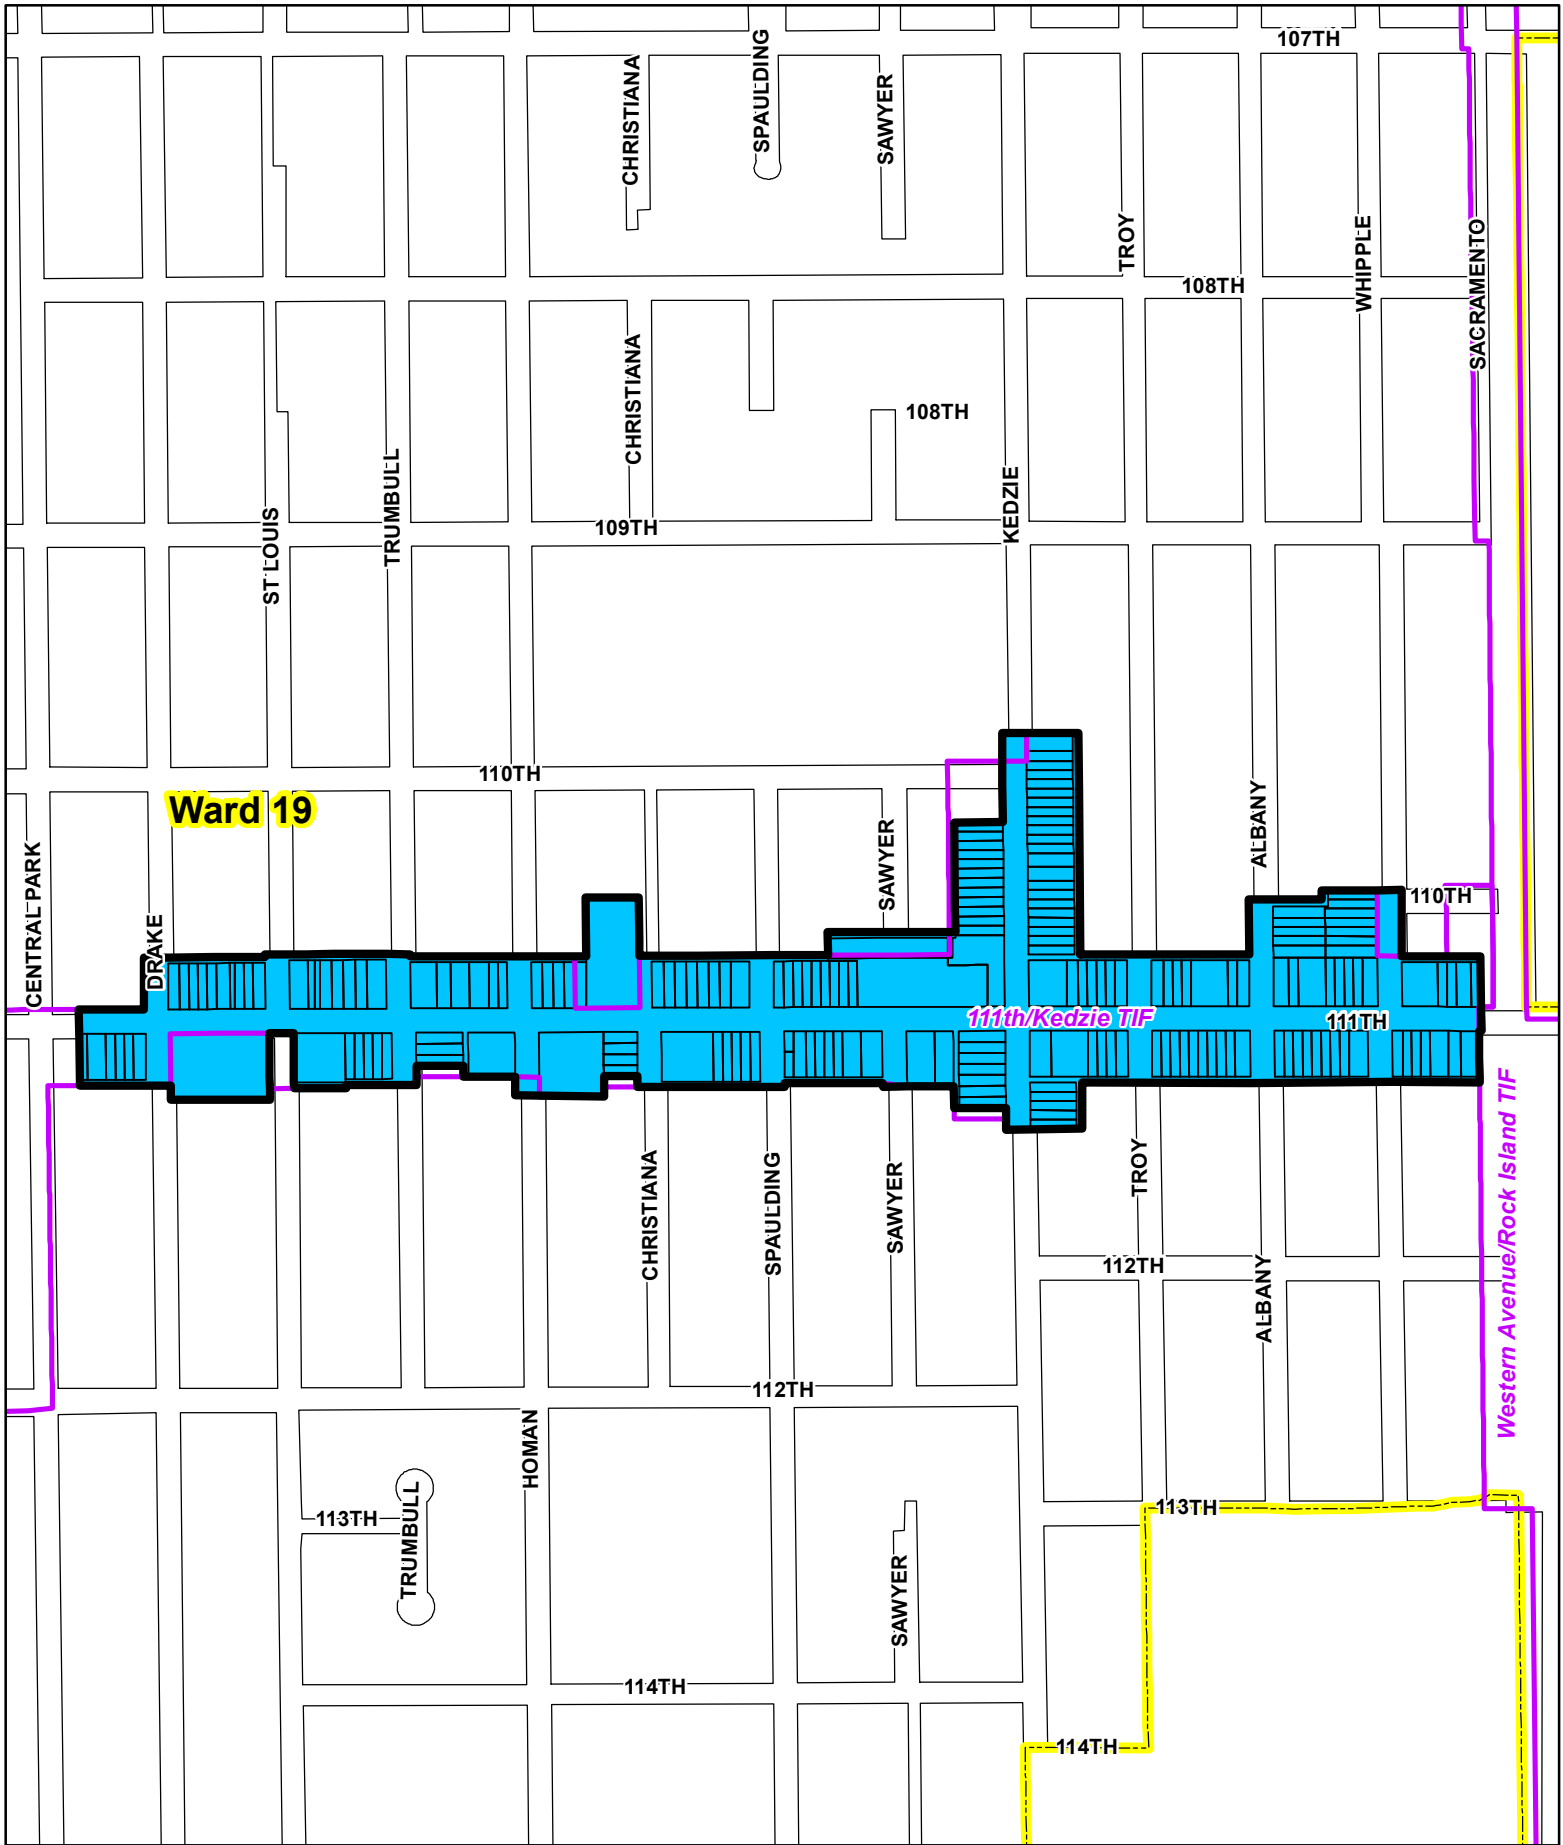 107TH
CHRISTIANA
SPAULDING
SAWYER
TROY
WHIPPLE
SACRAMENTO
108TH
CHRISTIANA
108TH
KEDZIE
TRUMBULL
ST LOUIS
109TH
110TH
Ward 19
CENTRAL PARK
DRAKE
SAWYER
ALBANY
110TH
111th/Kedzie TIF
111TH
Western Avenue/Rock Island TIF
CHRISTIANA
SPAULDING
SAWYER
TROY
112TH
ALBANY
112TH
HOMAN
113TH
TRUMBULL
113TH
SAWYER
114TH
114TH